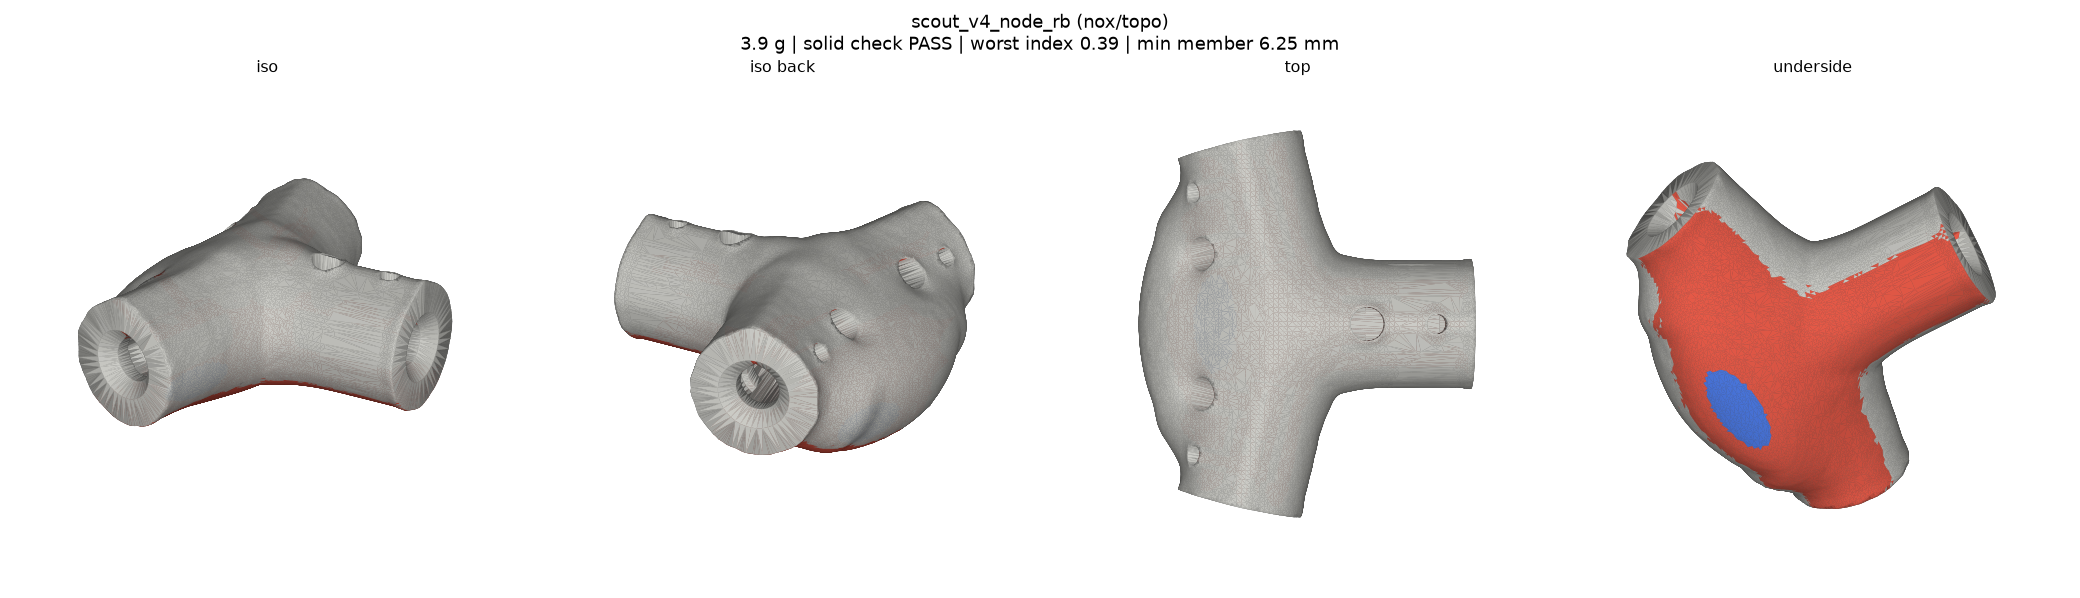 scout_v4_node_rb (nox/topo)
3.9 g | solid check PASS | worst index 0.39 | min member 6.25 mm
iso
iso back
top
underside